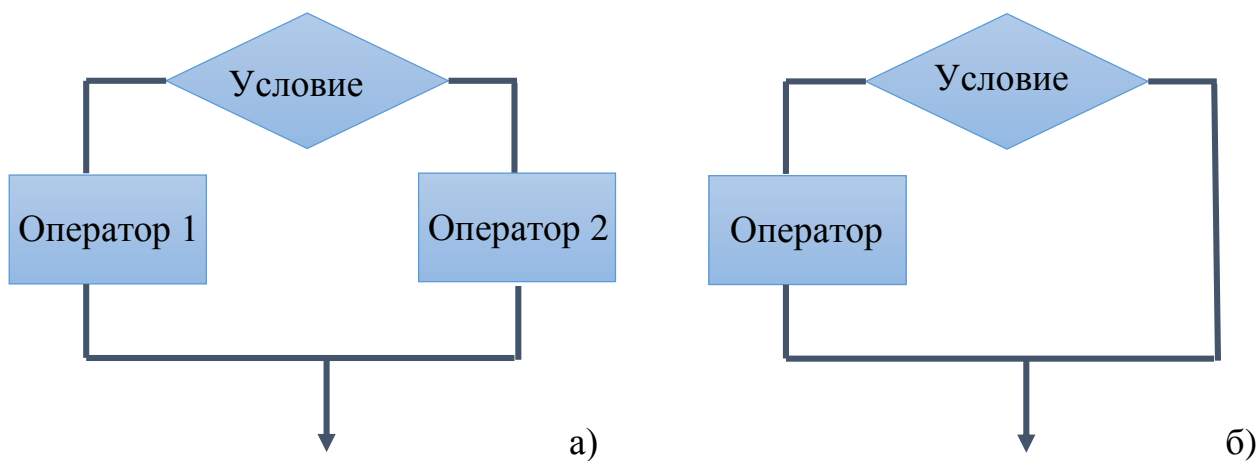 Условие
Оператор 1
Оператор 2
а)
Условие
Оператор
б)